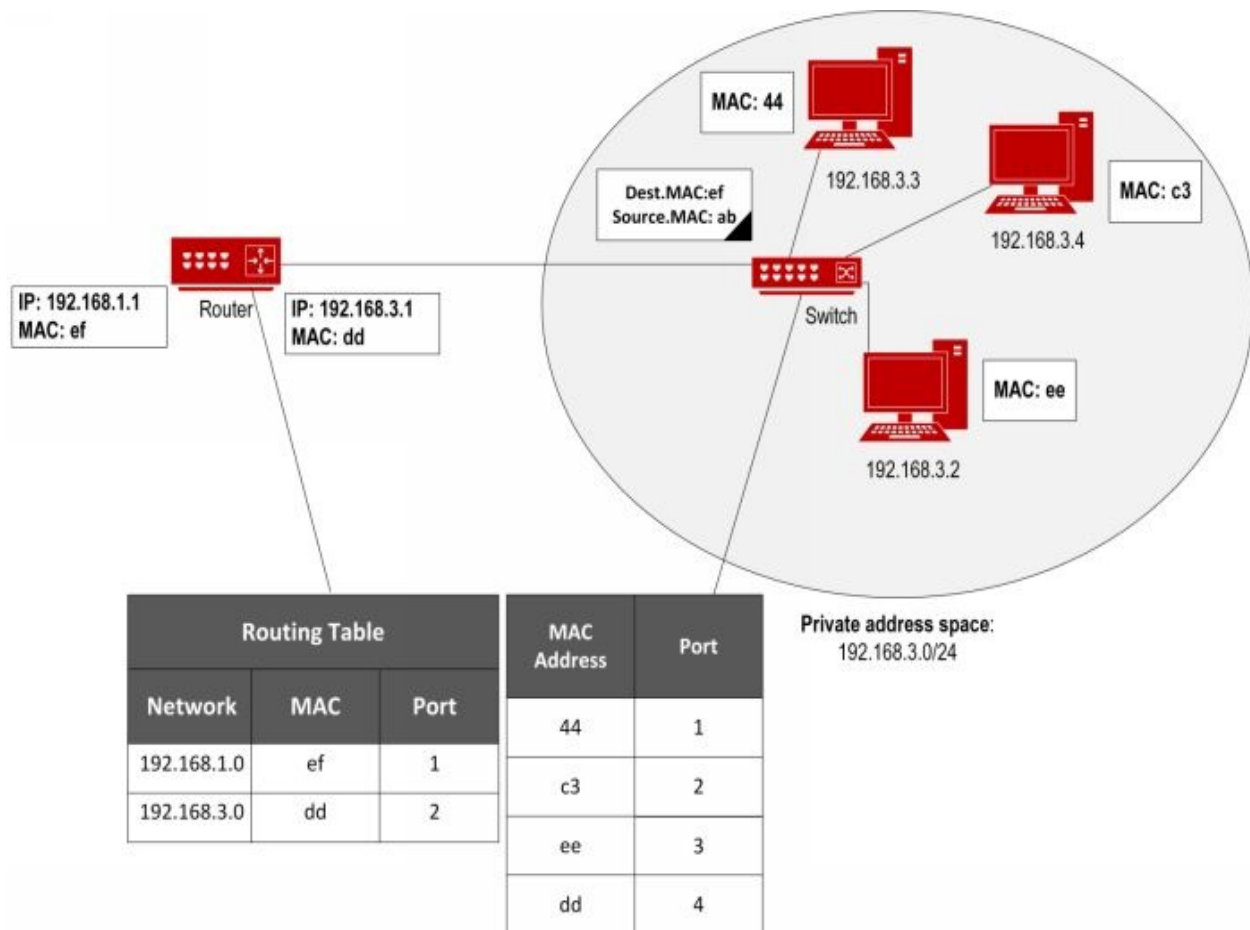 MAC: 44
192.168.3.3
MAC: c3
192.168.3.4
Dest.MAC:ef
Source.MAC: ab
IP: 192.168.1.1
MAC: ef
Router
IP: 192.168.3.1
MAC: dd
Switch
MAC: ee
192.168.3.2
Private address space:
192.168.3.0/24
Routing Table
Network MAC Port
192.168.1.0 ef 1
192.168.3.0 dd 2
MAC
Address
Port
44 1
c3 2
ee 3
dd 4